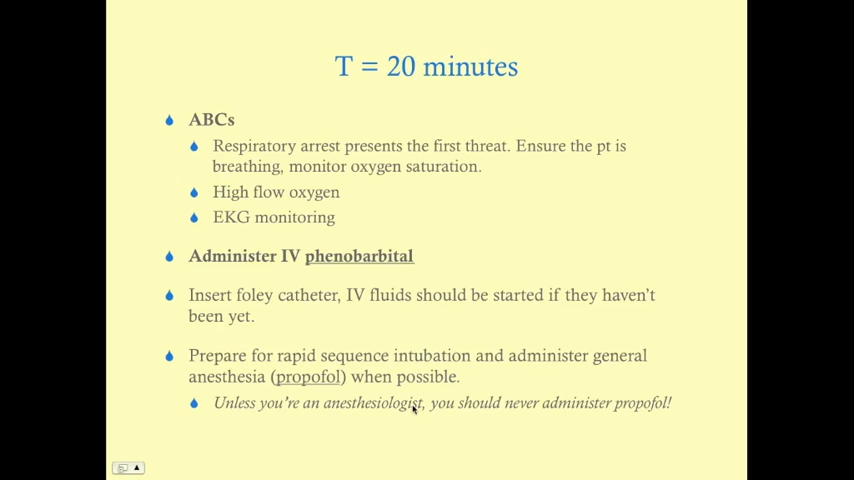 T = 20 minutes
ABCs
Respiratory arrest presents the first threat. Ensure the pt is
breathing, monitor oxygen saturation.
High flow oxygen
EKG monitoring
Administer IV phenobarbital
Insert foley catheter, IV fluids should be started if they haven't
been yet.
Prepare for rapid sequence intubation and administer general
anesthesia (propofol) when possible.
Unless you're an anesthesiologist, you should never administer propofol!